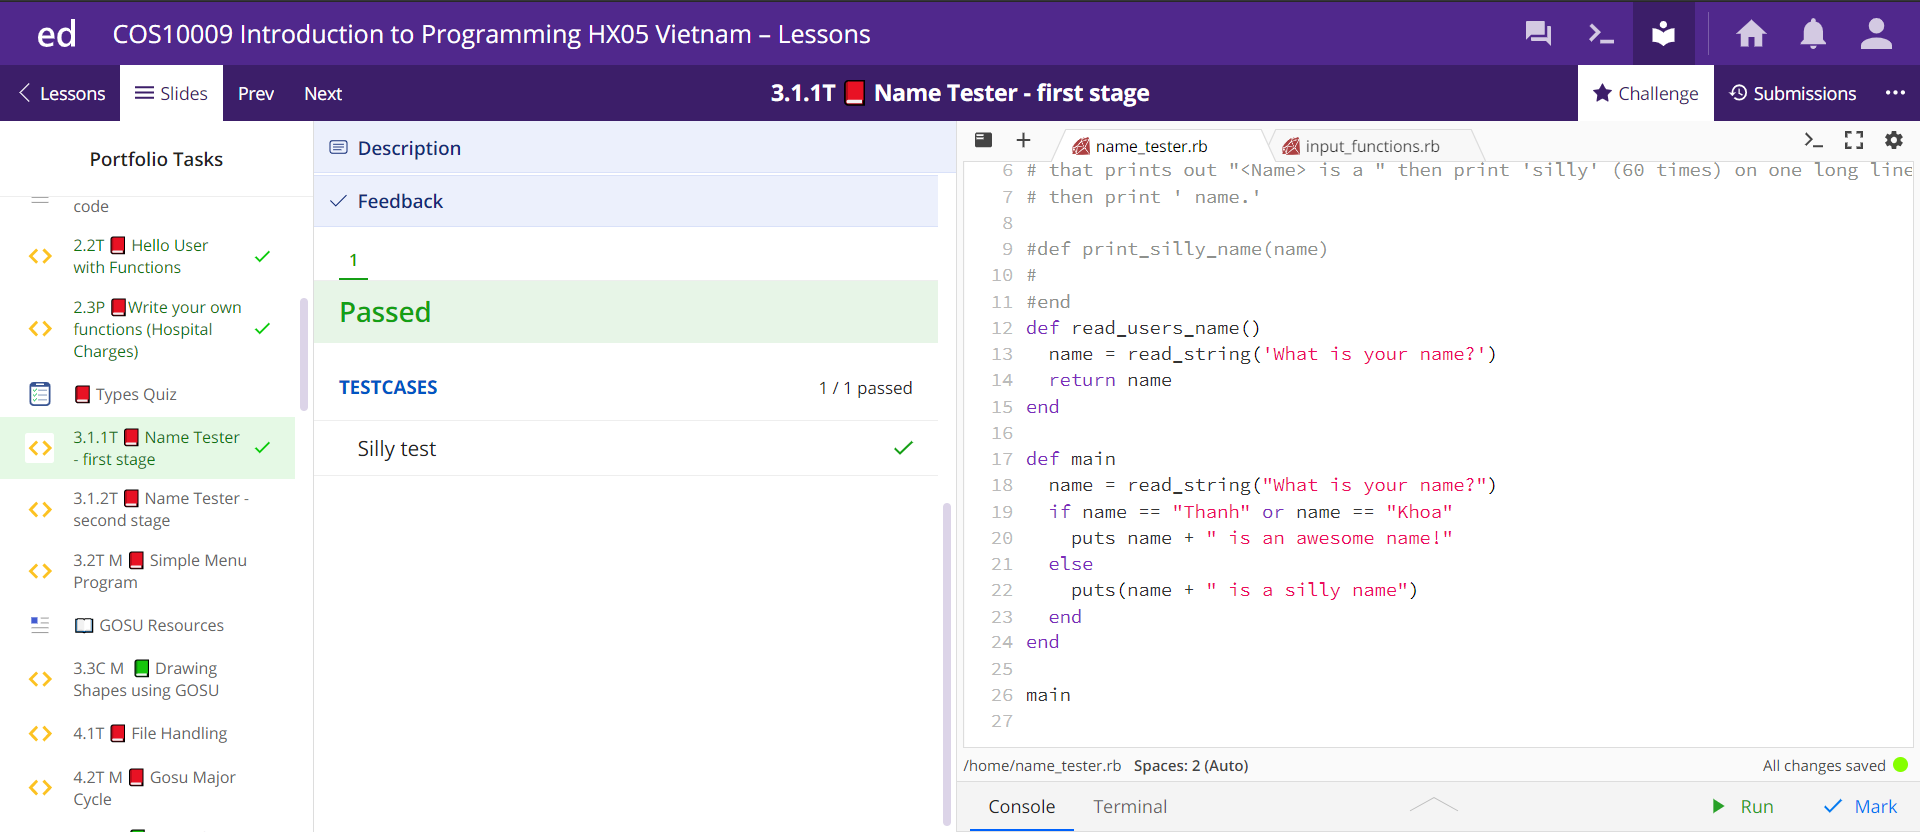 ed COS10009 Introduction to Programming HX05 Vietnam – Lessons
Lessons Slides Prev Next 3.1.1T Name Tester - first stage Challenge Submissions
Portfolio Tasks
code
2.2T Hello User
with Functions
2.3P Write your own
functions (Hospital
Charges)
Types Quiz
3.1.1T Name Tester
- first stage
3.1.2T Name Tester -
second stage
3.2T M Simple Menu
Program
GOSU Resources
3.3C M Drawing
Shapes using GOSU
4.1T File Handling
4.2T M Gosu Major
Cycle
Description
Feedback
1
Passed
TESTCASES 1 / 1 passed
Silly test
name_tester.rb input_functions.rb
6 # that prints out "<Name> is a " then print 'silly' (60 times) on one long line
7 # then print ' name.'
8
9 #def print_silly_name(name)
10 #
11 #end
12 def read_users_name()
13 name = read_string('What is your name?')
14 return name
15 end
16
17 def main
18 name = read_string("What is your name?")
19 if name == "Thanh" or name == "Khoa"
20 puts name + " is an awesome name!"
21 else
22 puts(name + " is a silly name")
23 end
24 end
25
26 main
27
/home/name_tester.rb Spaces: 2 (Auto) All changes saved
Console Terminal Run Mark